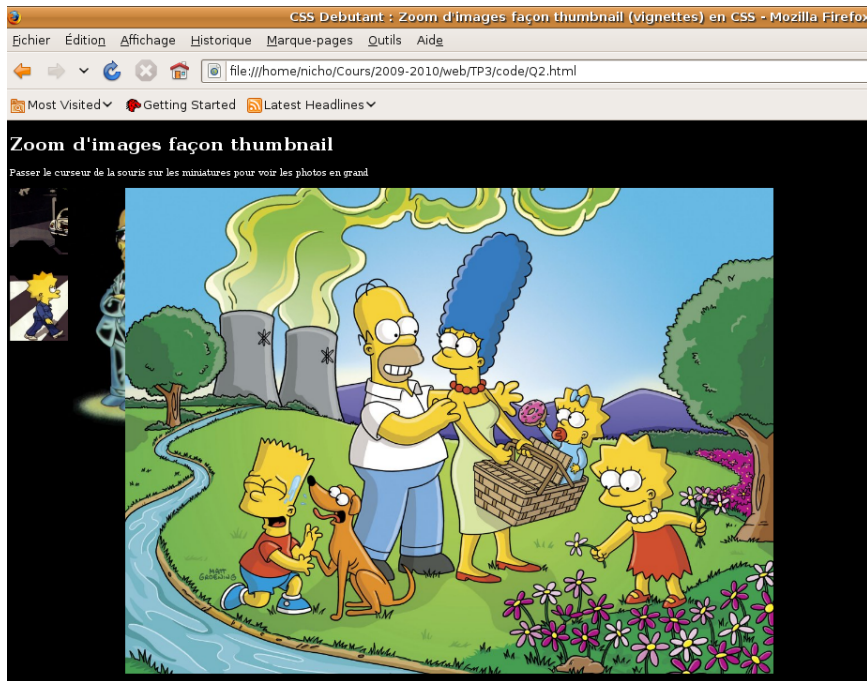 CSS Debutant : Zoom d'images façon thumbnail (vignettes) en CSS - Mozilla Firefox
Fichier Édition Affichage Historique Marque-pages Outils Aide
file:///home/nicho/Cours/2009-2010/web/TP3/code/Q2.html
Most Visited Getting Started Latest Headlines
Zoom d'images façon thumbnail
Passer le curseur de la souris sur les miniatures pour voir les photos en grand
MATT
GROENING